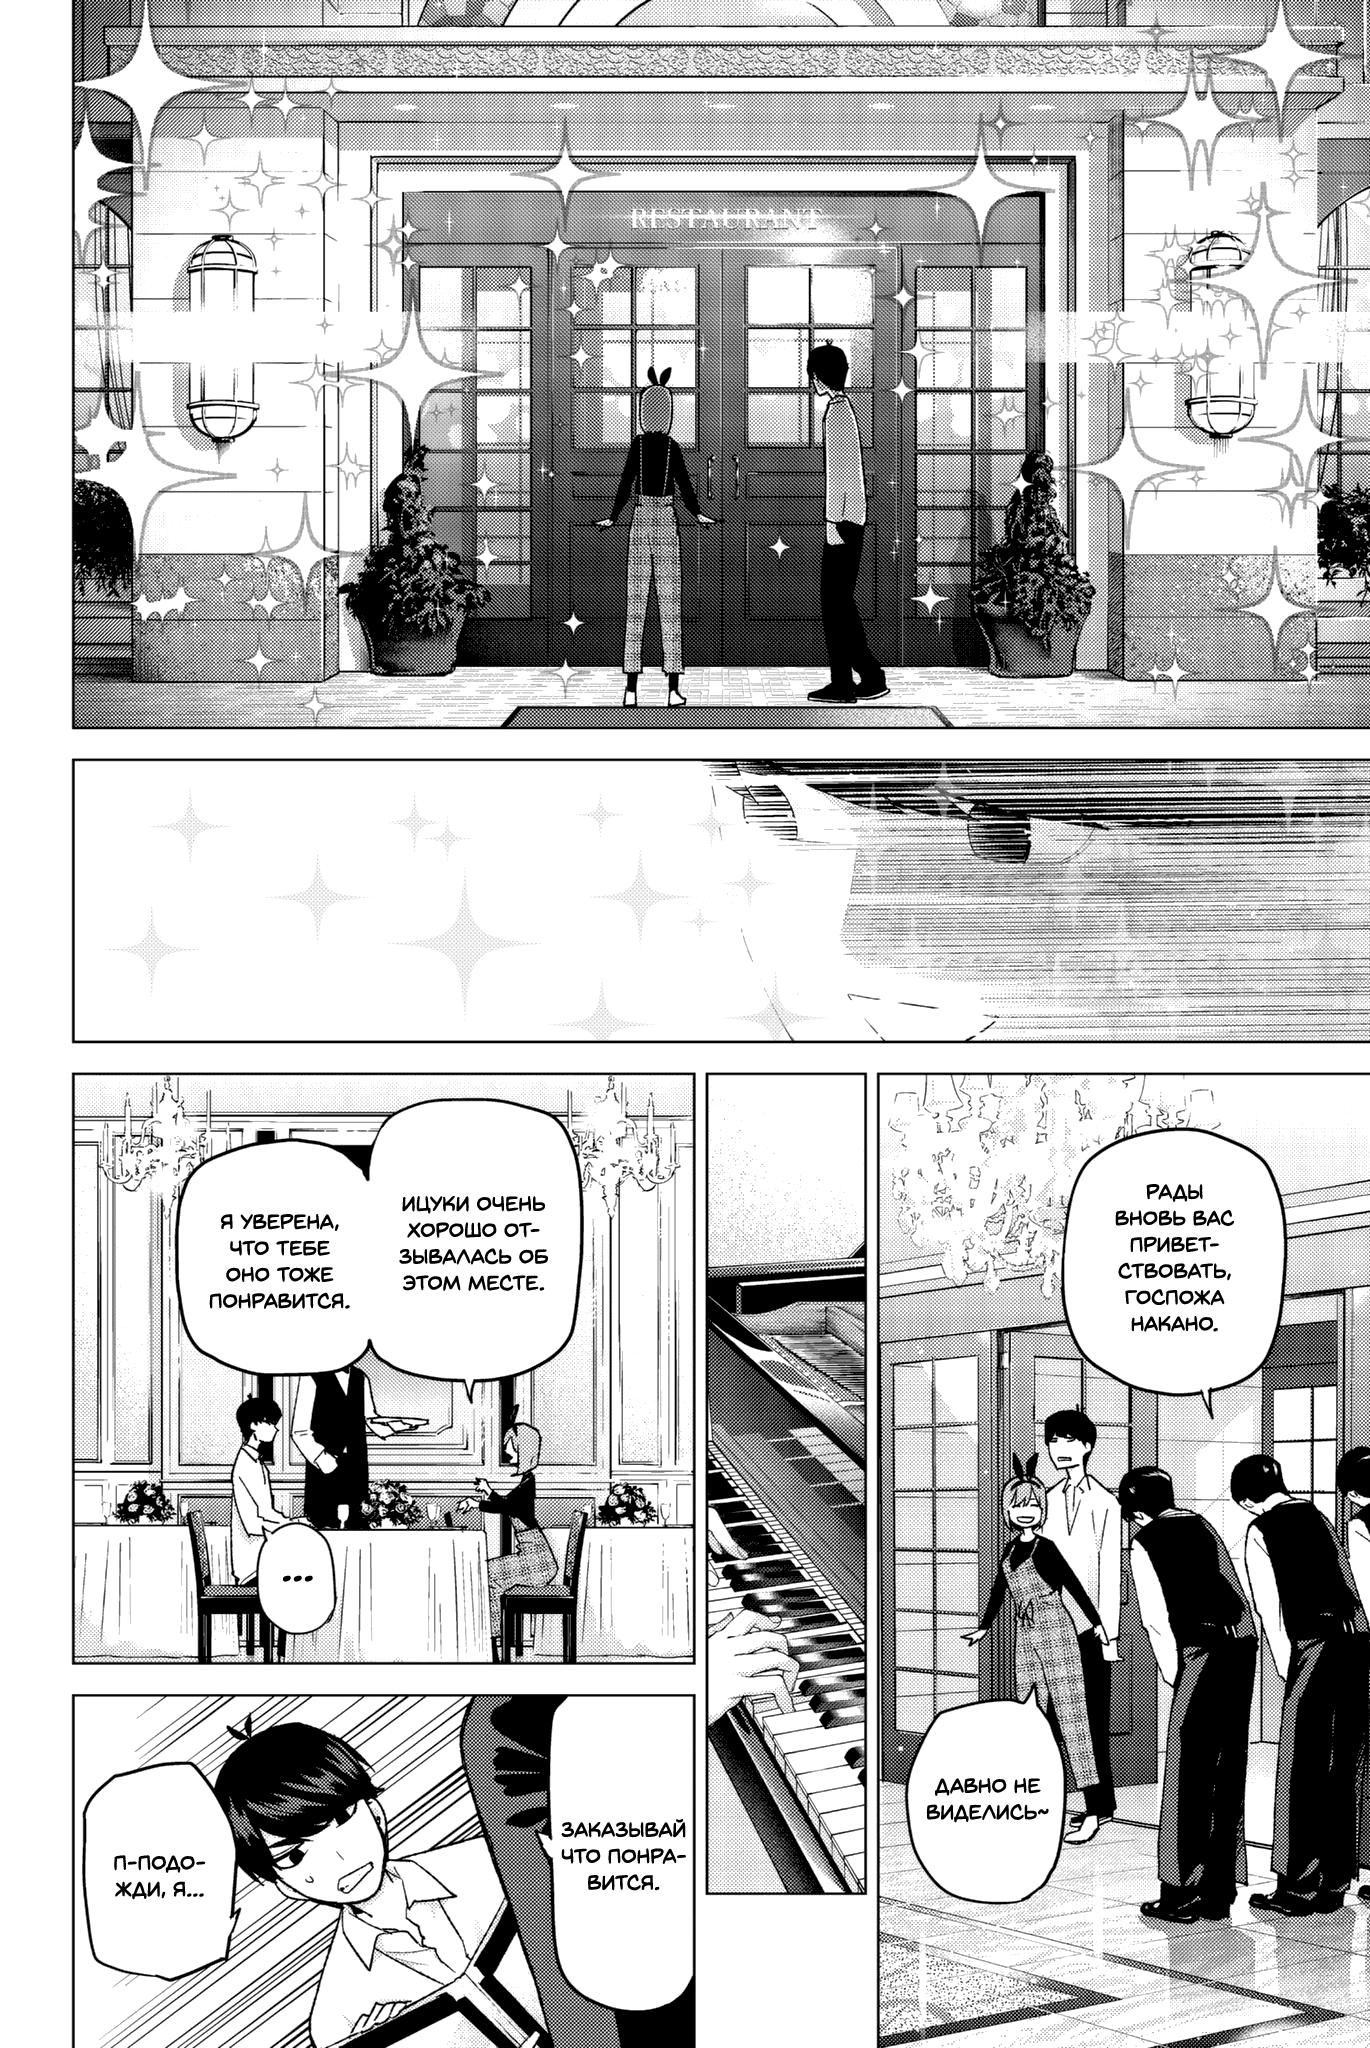 RESTAURANT
РАДЫ
ВНОВЬ ВАС
ПРИВЕТ-
СТВОВАТЬ,
ГОСПОЖА
НАКАНО.
ДАВНО НЕ
ВИДЕЛИСЬ~
ИЦУКИ ОЧЕНЬ
ХОРОШО ОТ-
ЗЫВАЛАСЬ ОБ
ЭТОМ МЕСТЕ.
Я УВЕРЕНА,
ЧТО ТЕБЕ
ОНО ТОЖЕ
ПОНРАВИТСЯ.
...
ЗАКАЗЫВАЙ
ЧТО ПОНРА-
ВИТСЯ.
П-ПОДО-
ЖДИ, Я...